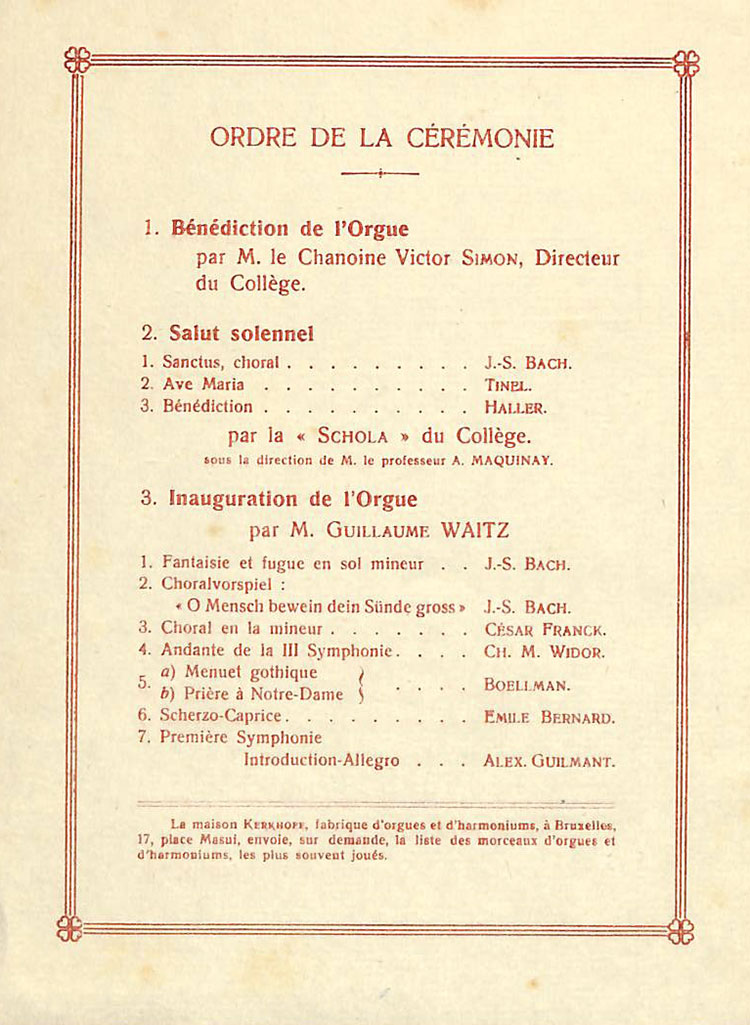 ORDRE DE LA CÉRÉMONIE
1. Bénédiction de l'Orgue
par M. le Chanoine Victor SIMON, Directeur
du Collège.
2. Salut solennel
1. Sanctus, choral . . . . . . . . . J.-S. BACH.
2. Ave Maria . . . . . . . . . . TINEL.
3. Bénédiction . . . . . . . . . . HALLER.
par la « SCHOLA » du Collège.
sous la direction de M. le professeur A. MAQUINAY.
3. Inauguration de l'Orgue
par M. GUILLAUME WAITZ
1. Fantaisie et fugue en sol mineur . . J.-S. BACH.
2. Choralvorspiel :
« O Mensch bewein dein Sünde gross » J.-S. BACH.
3. Choral en la mineur . . . . . . . CÉSAR FRANCK.
4. Andante de la III Symphonie . . . . CH. M. WIDOR.
5. a) Menuet gothique
b) Prière à Notre-Dame . . . . BOELLMAN.
6. Scherzo-Caprice . . . . . . . . . EMILE BERNARD.
7. Première Symphonie
Introduction-Allegro . . . ALEX. GUILMANT.
La maison KERKHOFF, fabrique d'orgues et d'harmoniums, à Bruxelles,
17, place Masui, envoie, sur demande, la liste des morceaux d'orgues et
d'harmoniums, les plus souvent joués.